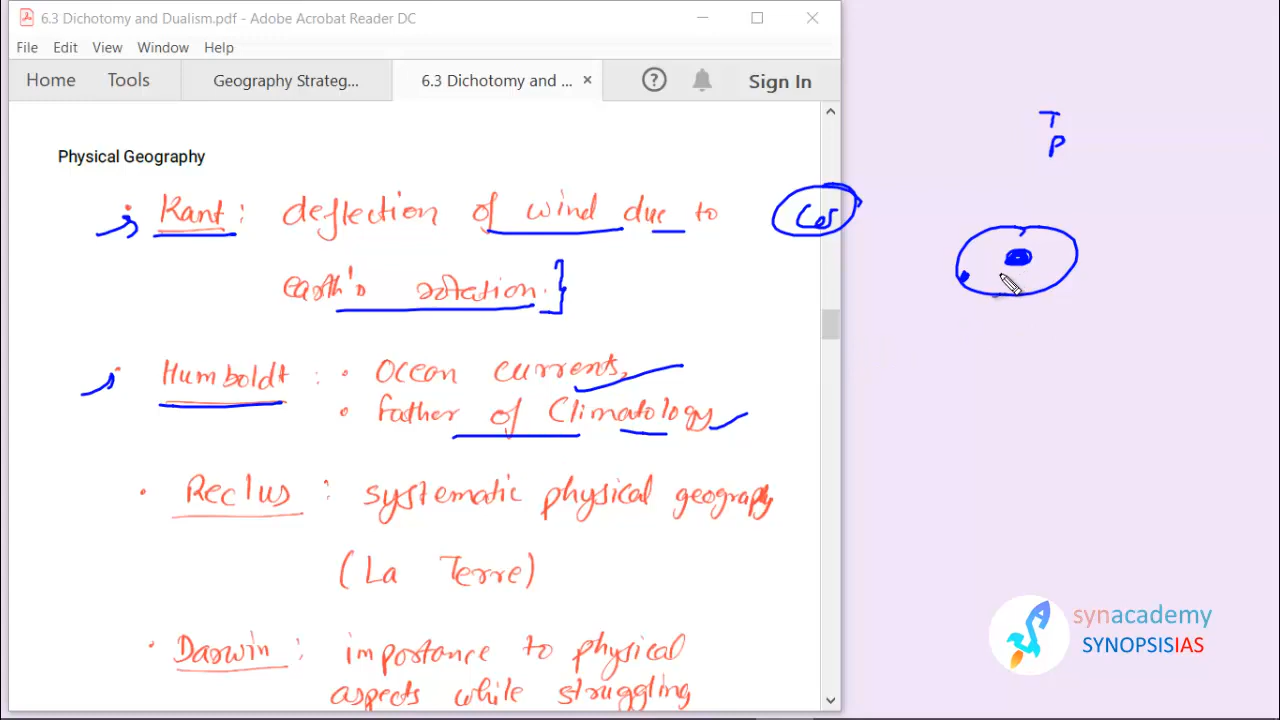 6.3 Dichotomy and Dualism.pdf - Adobe Acrobat Reader DC
File Edit View Window Help
Home Tools Geography Strateg... 6.3 Dichotomy and ... × ? Sign In
Physical Geography
• Kant : deflection of wind due to
earth's rotation.
Cor
• Humboldt : • Ocean currents,
• father of Climatology
• Reclus : systematic physical geography
(La Terre)
• Darwin : importance to physical
aspects while struggling
T
P
synacademy
SYNOPSISIAS